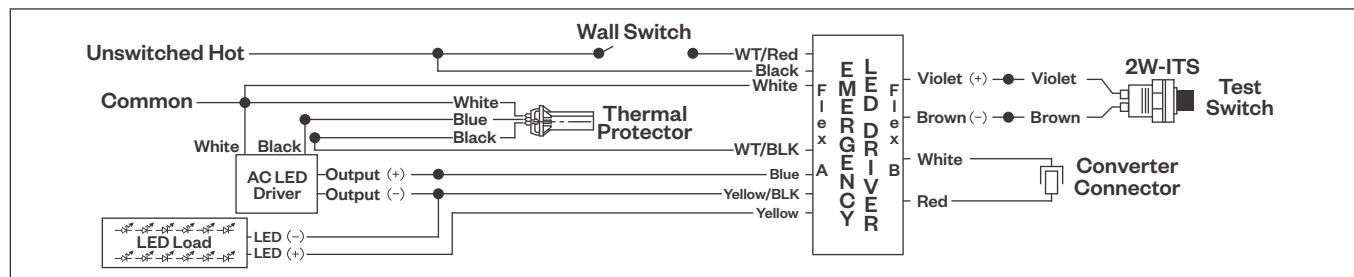 Wall Switch
Unswitched Hot
WT/Red
Black
White
Common
White
Blue
Black
Thermal
Protector
White
Black
WT/BLK
AC LED
Driver
Output (+)
Output (-)
Blue
Yellow/BLK
Yellow
LED Load
LED (-)
LED (+)
Flex A
EMERGENCY
LED DRIVER
Flex B
Violet (+)
Violet
Brown (-)
Brown
2W-ITS
Test
Switch
White
Red
Converter
Connector